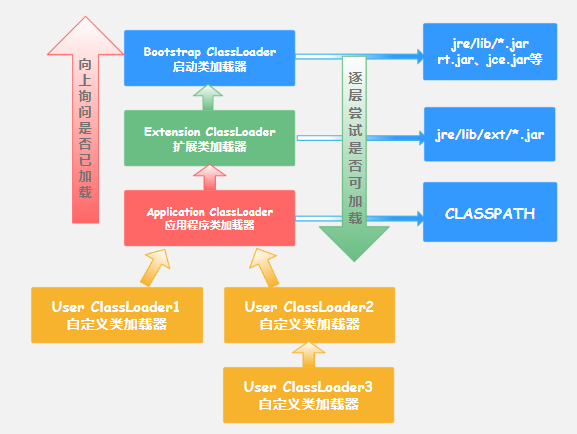 向上询问是否已加载
Bootstrap ClassLoader
启动类加载器
jre/lib/*.jar
rt.jar、jce.jar等
逐层尝试是否可加载
Extension ClassLoader
扩展类加载器
jre/lib/ext/*.jar
Application ClassLoader
应用程序类加载器
CLASSPATH
User ClassLoader1
自定义类加载器
User ClassLoader2
自定义类加载器
User ClassLoader3
自定义类加载器